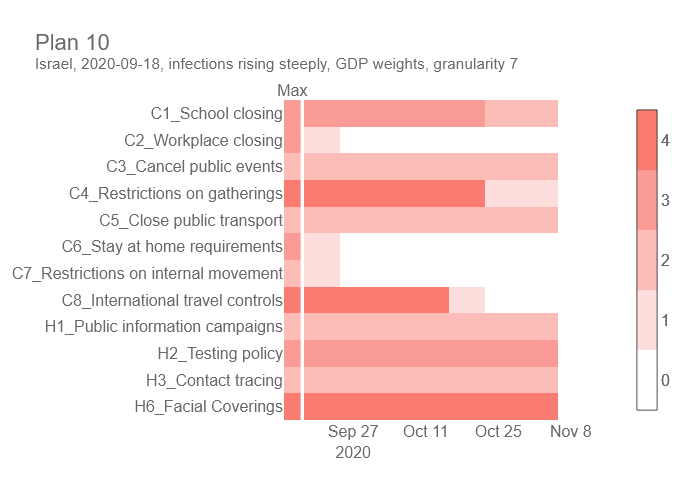 Plan 10
Israel, 2020-09-18, infections rising steeply, GDP weights, granularity 7
Max
C1_School closing
C2_Workplace closing
C3_Cancel public events
C4_Restrictions on gatherings
C5_Close public transport
C6_Stay at home requirements
C7_Restrictions on internal movement
C8_International travel controls
H1_Public information campaigns
H2_Testing policy
H3_Contact tracing
H6_Facial Coverings
Sep 27 Oct 11 Oct 25 Nov 8
2020
4
3
2
1
0